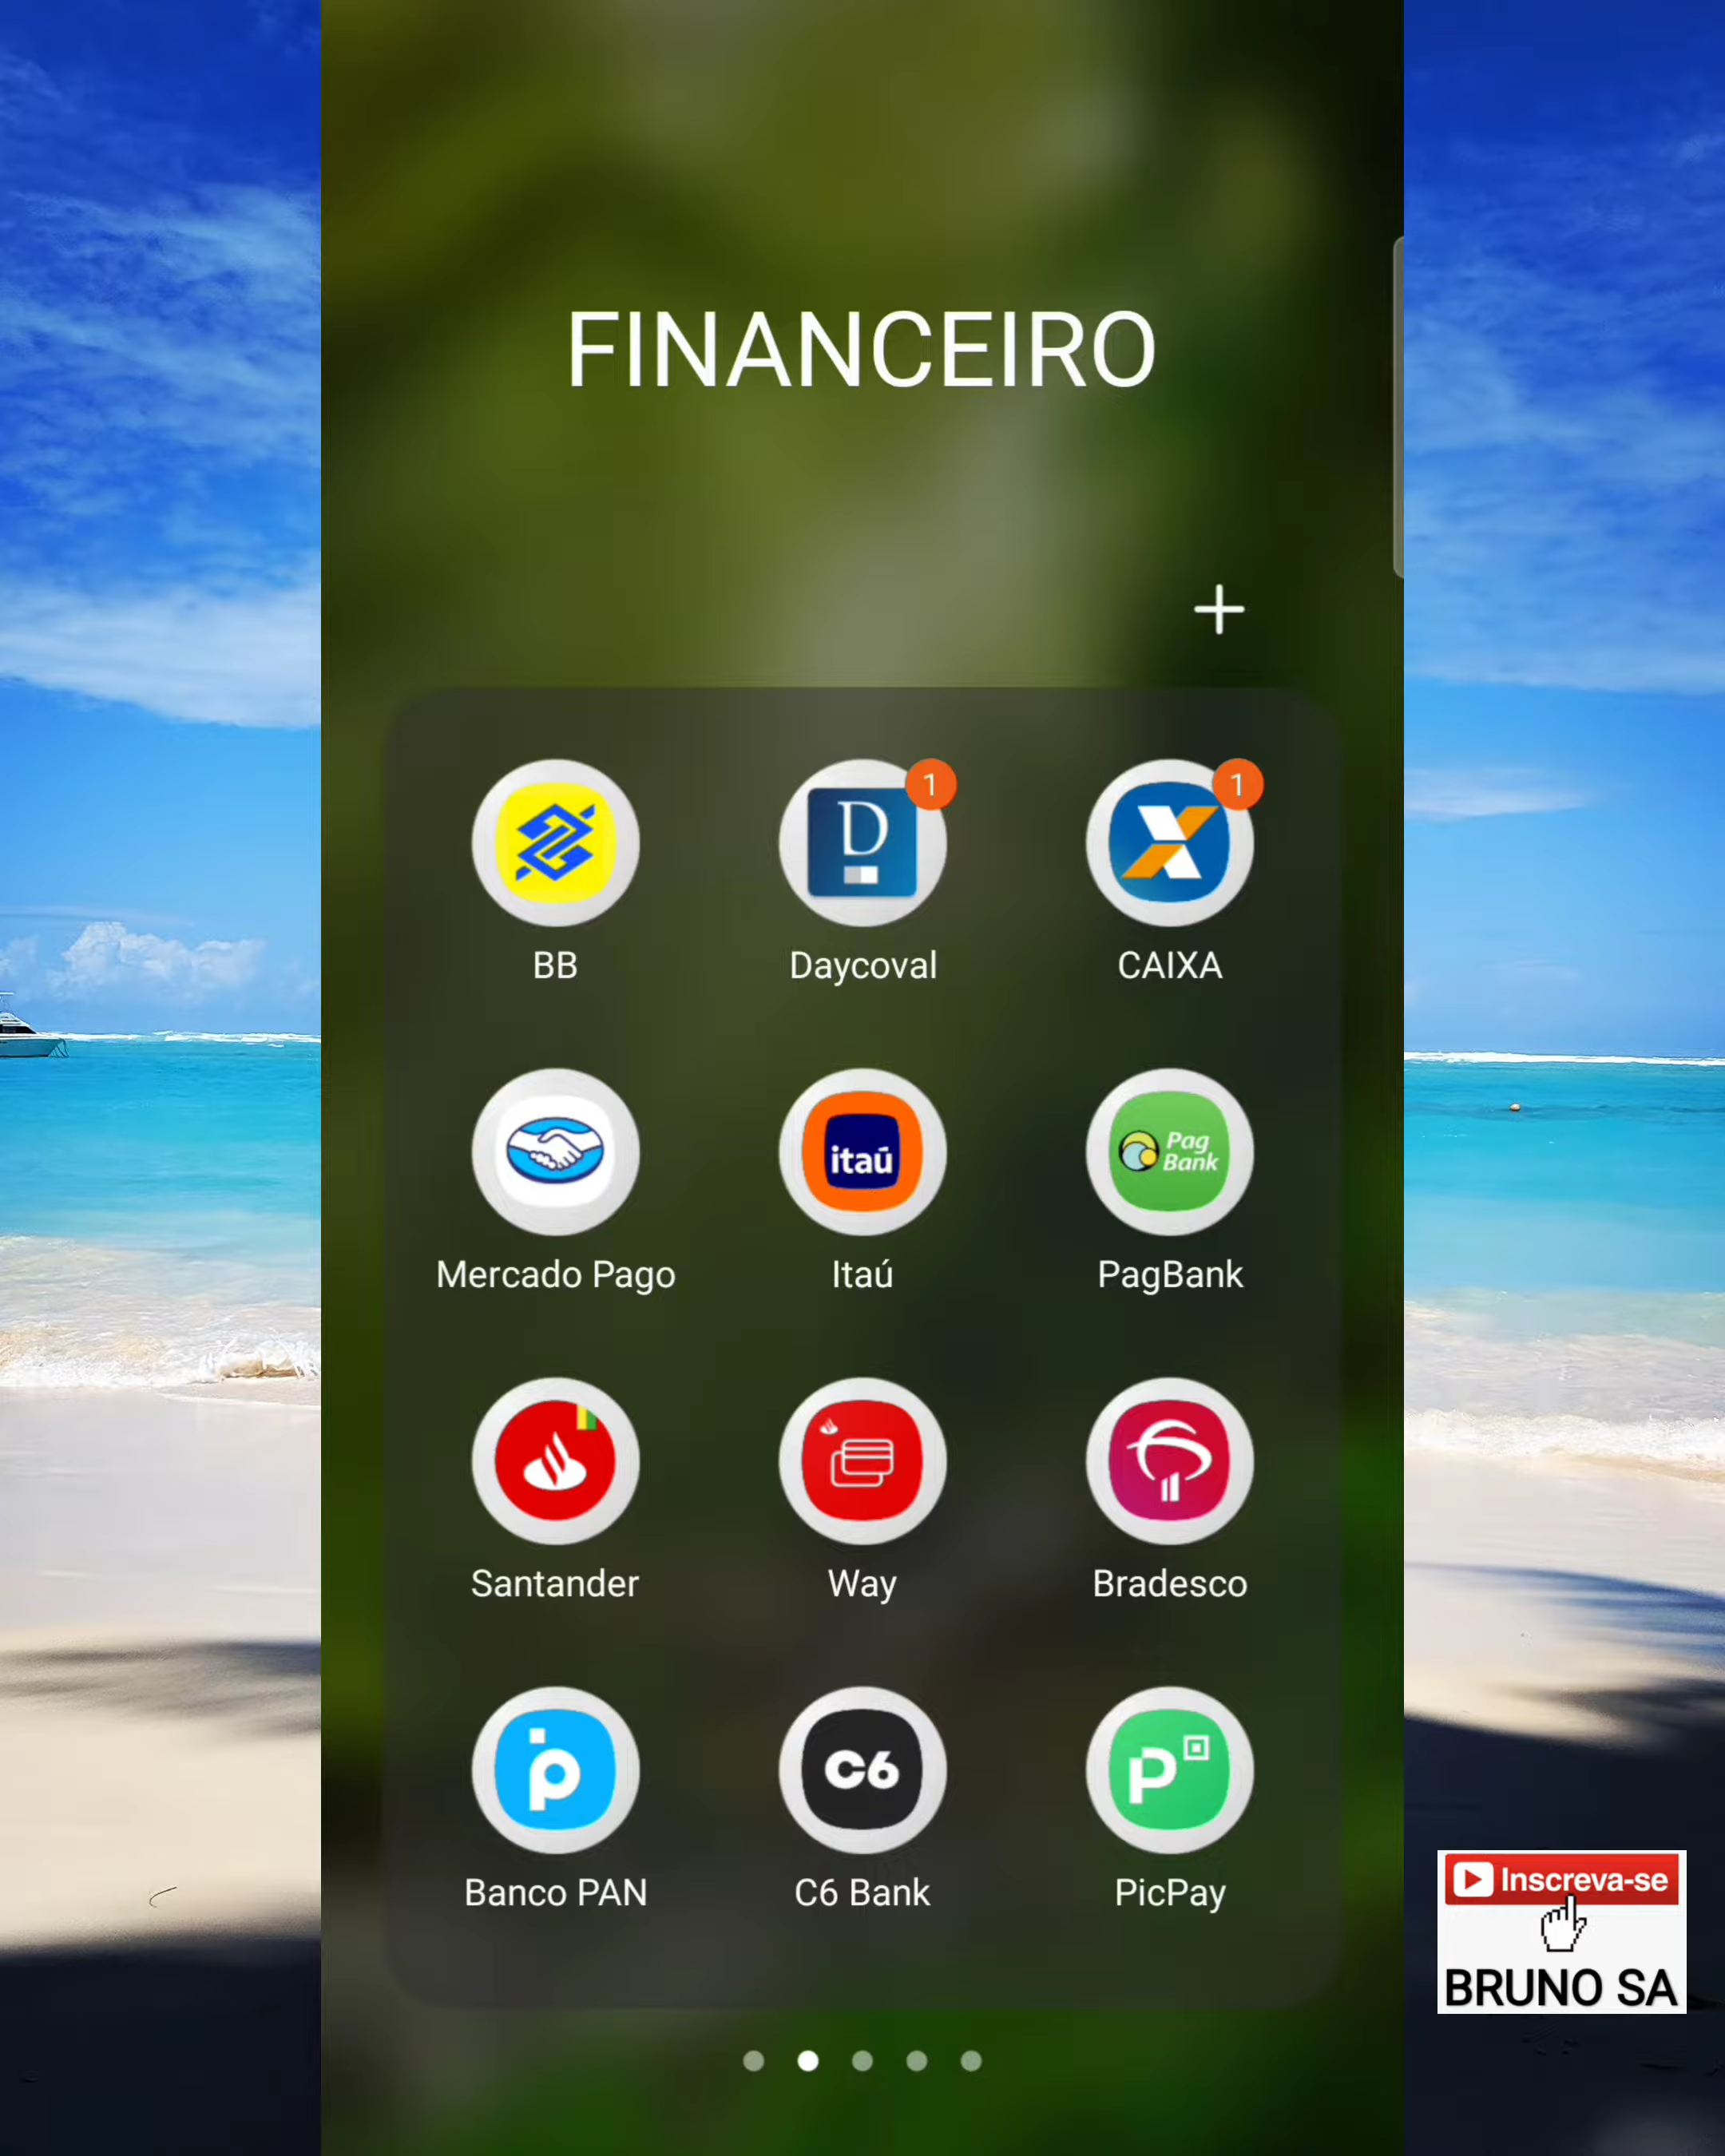 FINANCEIRO
+
1
1
D
BB
Daycoval
CAIXA
itaú
Pag
Bank
Mercado Pago
Itaú
PagBank
Santander
Way
Bradesco
C6
Banco PAN
C6 Bank
PicPay
Inscreva-se
BRUNO SA